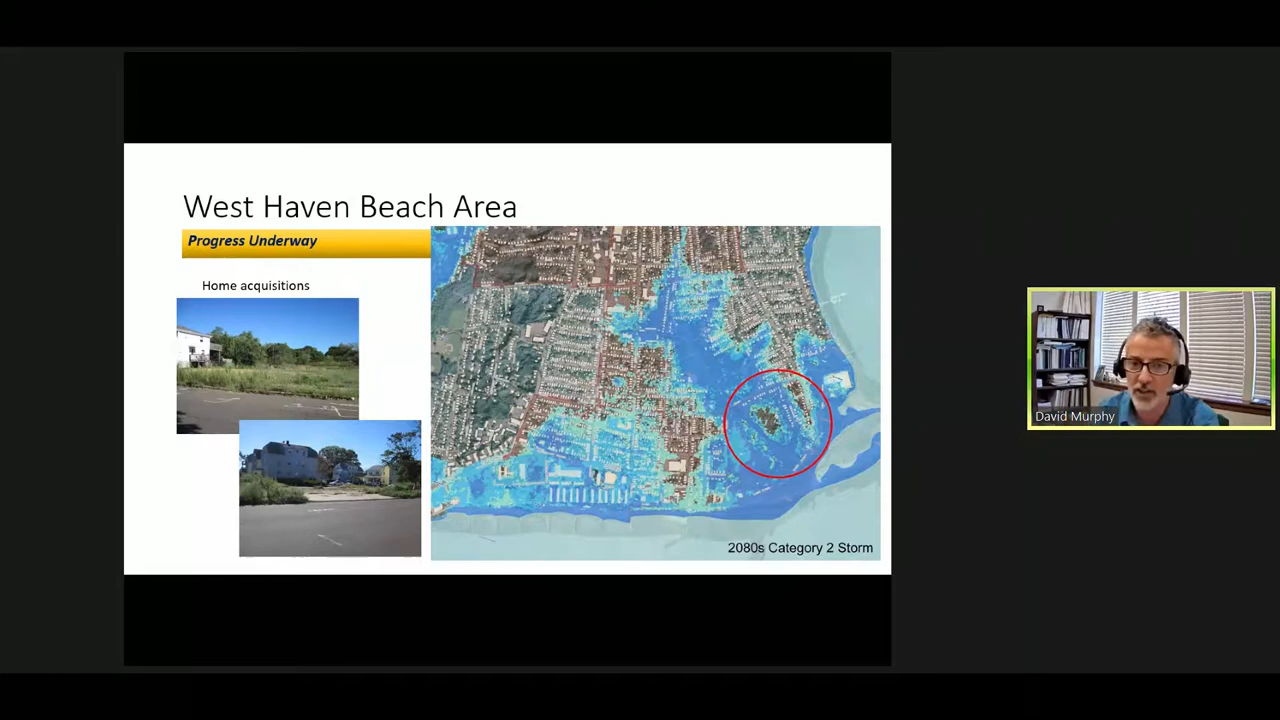 West Haven Beach Area
Progress Underway
Home acquisitions
2080s Category 2 Storm
David Murphy